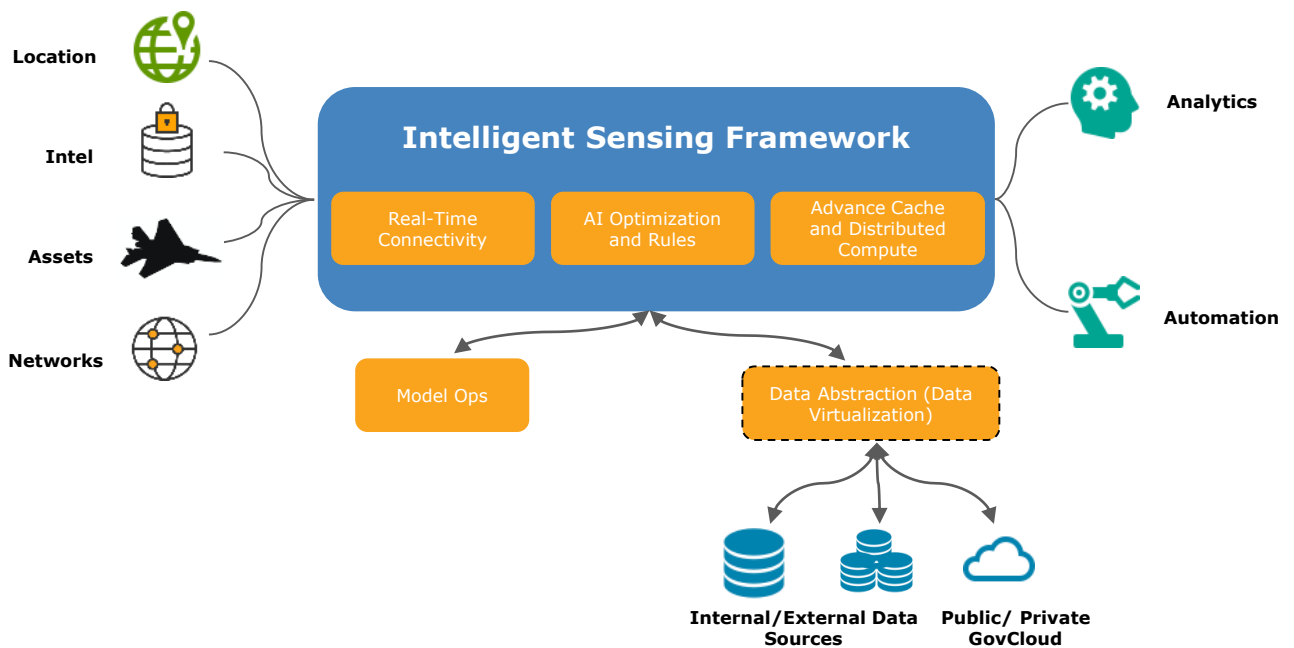 Location
Intel
Assets
Networks
Intelligent Sensing Framework
Real-Time
Connectivity
AI Optimization
and Rules
Advance Cache
and Distributed
Compute
Analytics
Automation
Model Ops
Data Abstraction (Data
Virtualization)
Internal/External Data
Sources
Public/ Private
GovCloud